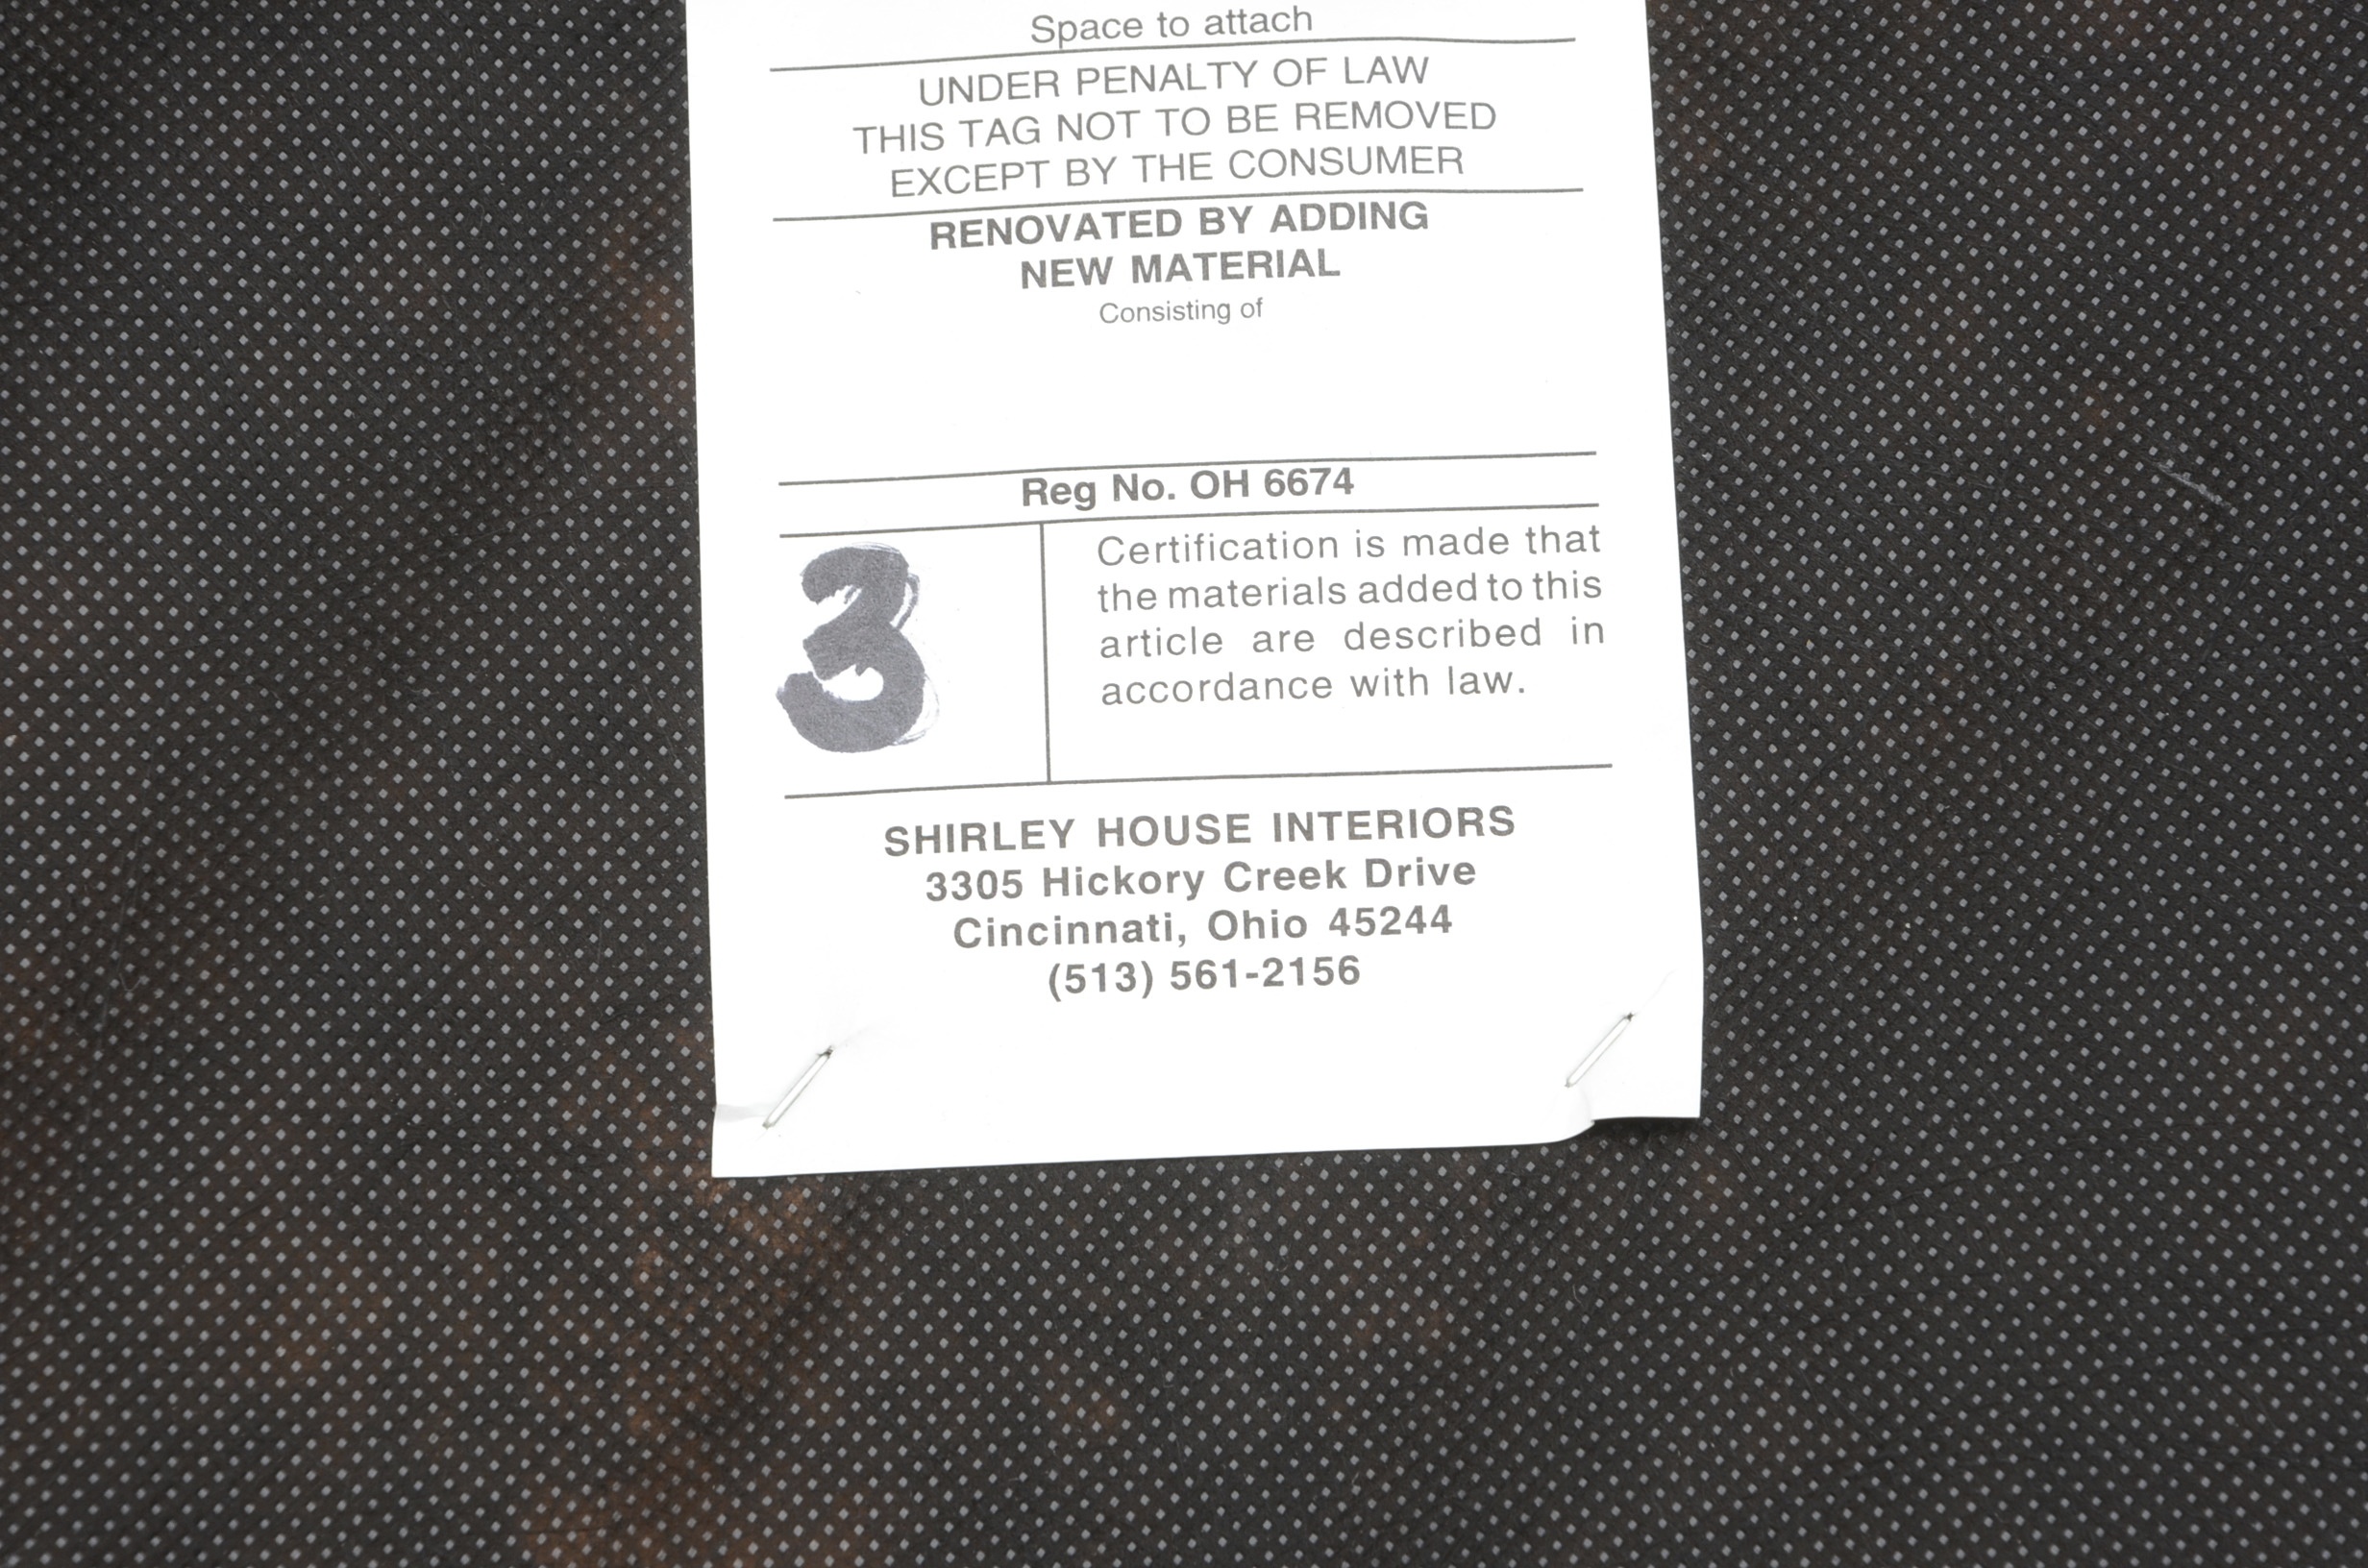 Space to attach
UNDER PENALTY OF LAW
THIS TAG NOT TO BE REMOVED
EXCEPT BY THE CONSUMER
RENOVATED BY ADDING
NEW MATERIAL
Consisting of
Reg No. OH 6674
3
Certification is made that
the materials added to this
article are described in
accordance with law.
SHIRLEY HOUSE INTERIORS
3305 Hickory Creek Drive
Cincinnati, Ohio 45244
(513) 561-2156